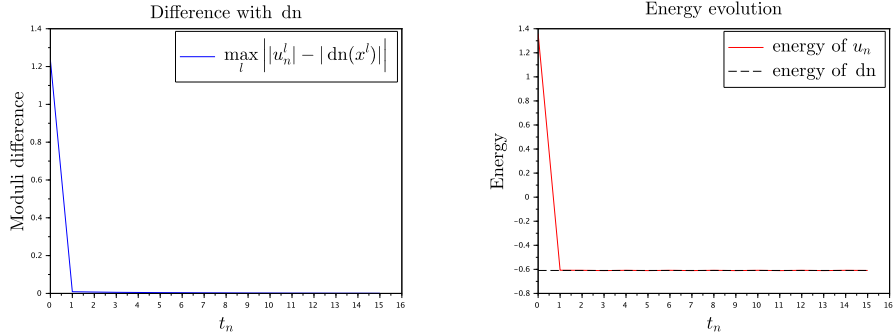 Difference with dn
1.4
1.2
1
0.8
0.6
0.4
0.2
0
Moduli difference
max_l ||u_n^l| − | dn(x^l)||
0 1 2 3 4 5 6 7 8 9 10 11 12 13 14 15 16
t_n
Energy evolution
1.4
1.2
1
0.8
0.6
0.4
0.2
0
−0.2
−0.4
−0.6
−0.8
Energy
energy of u_n
energy of dn
0 1 2 3 4 5 6 7 8 9 10 11 12 13 14 15 16
t_n